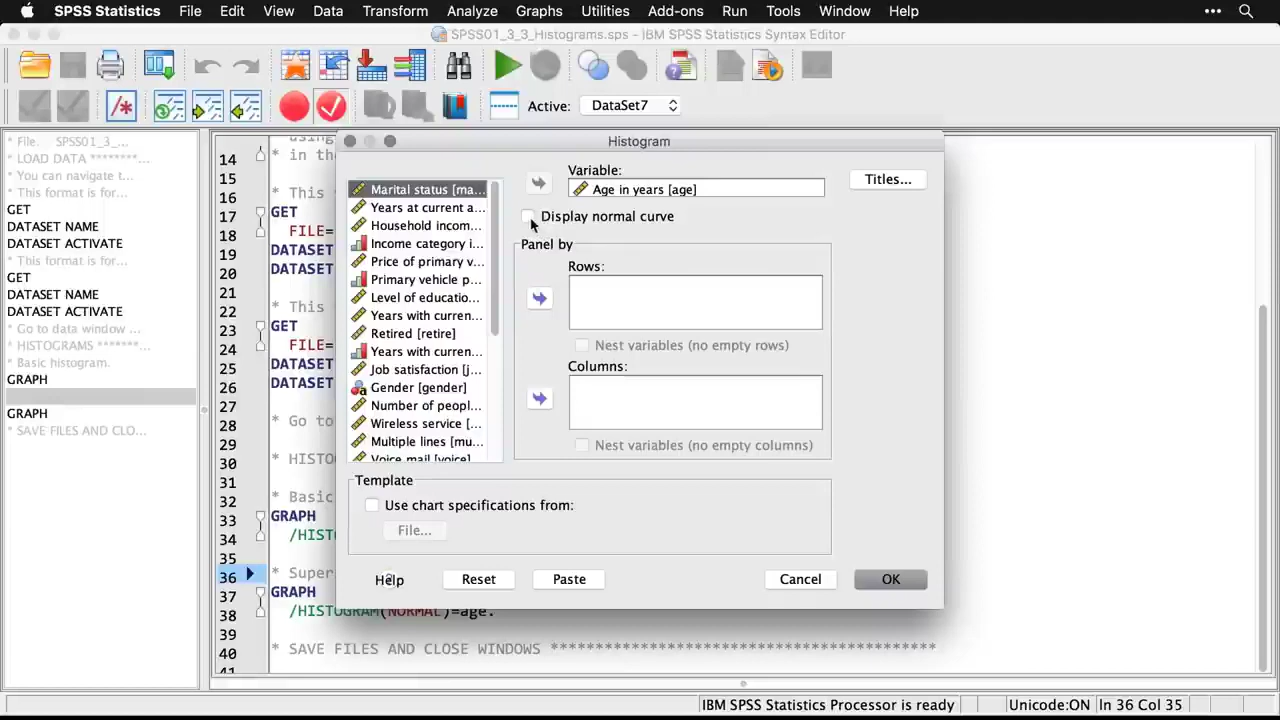 SPSS Statistics File Edit View Data Transform Analyze Graphs Utilities Add-ons Run Tools Window Help
SPSS01_3_3_Histograms.sps - IBM SPSS Statistics Syntax Editor
Active: DataSet7
* File. SPSS01_3_...
* LOAD DATA ********...
* You can navigate t...
* This format is for...
GET
DATASET NAME
DATASET ACTIVATE
* This format is for...
GET
DATASET NAME
DATASET ACTIVATE
* Go to data window ...
* HISTOGRAMS *******...
* Basic histogram.
GRAPH
GRAPH
* SAVE FILES AND CLO...
using
14 * in the
15
16 * This
17 GET
18 FILE=
19 DATASET
20 DATASET
21
22 * This
23 GET
24 FILE=
25 DATASET
26 DATASET
27
28 * Go to
29
30 * HISTO
31
32 * Basic
33 GRAPH
34 /HISTO
35
36 * Super
37 GRAPH
38 /HISTOGRAM(NORMAL)=age.
39
40 * SAVE FILES AND CLOSE WINDOWS *****************************************
41
Histogram
Marital status [ma...
Years at current a...
Household incom...
Income category i...
Price of primary v...
Primary vehicle p...
Level of educatio...
Years with curren...
Retired [retire]
Years with curren...
Job satisfaction [j...
Gender [gender]
Number of peopl...
Wireless service [...
Multiple lines [mu...
Voice mail [voice]
Variable:
Age in years [age]
Titles...
Display normal curve
Panel by
Rows:
Nest variables (no empty rows)
Columns:
Nest variables (no empty columns)
Template
Use chart specifications from:
File...
Help Reset Paste Cancel OK
IBM SPSS Statistics Processor is ready Unicode:ON In 36 Col 35